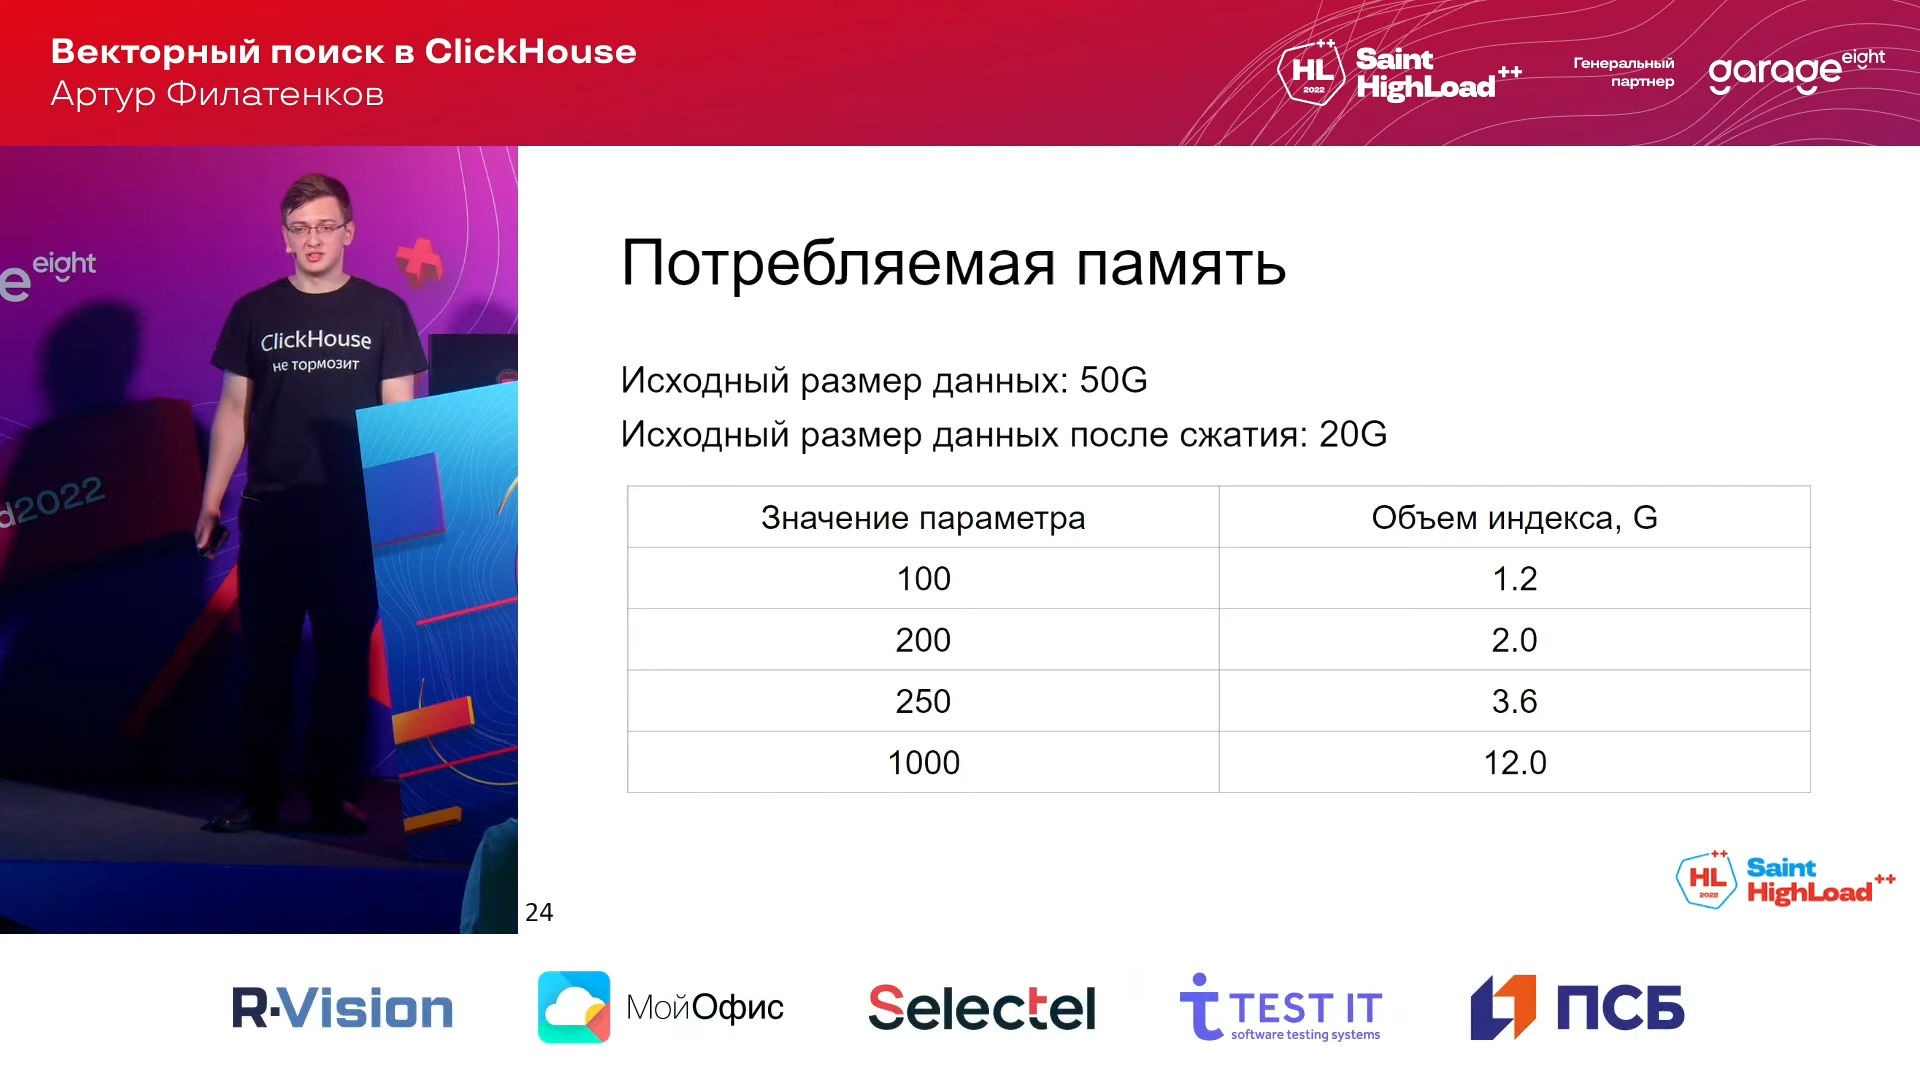 Векторный поиск в ClickHouse
Артур Филатенков
HL
2022
Saint
HighLoad++
Генеральный
партнер
garage eight
e eight
ClickHouse
не тормозит
d2022
Потребляемая память
Исходный размер данных: 50G
Исходный размер данных после сжатия: 20G
Значение параметра Объем индекса, G
100 1.2
200 2.0
250 3.6
1000 12.0
HL
2022
Saint
HighLoad++
24
R·Vision
МойОфис
Selectel
TEST IT
software testing systems
ПСБ